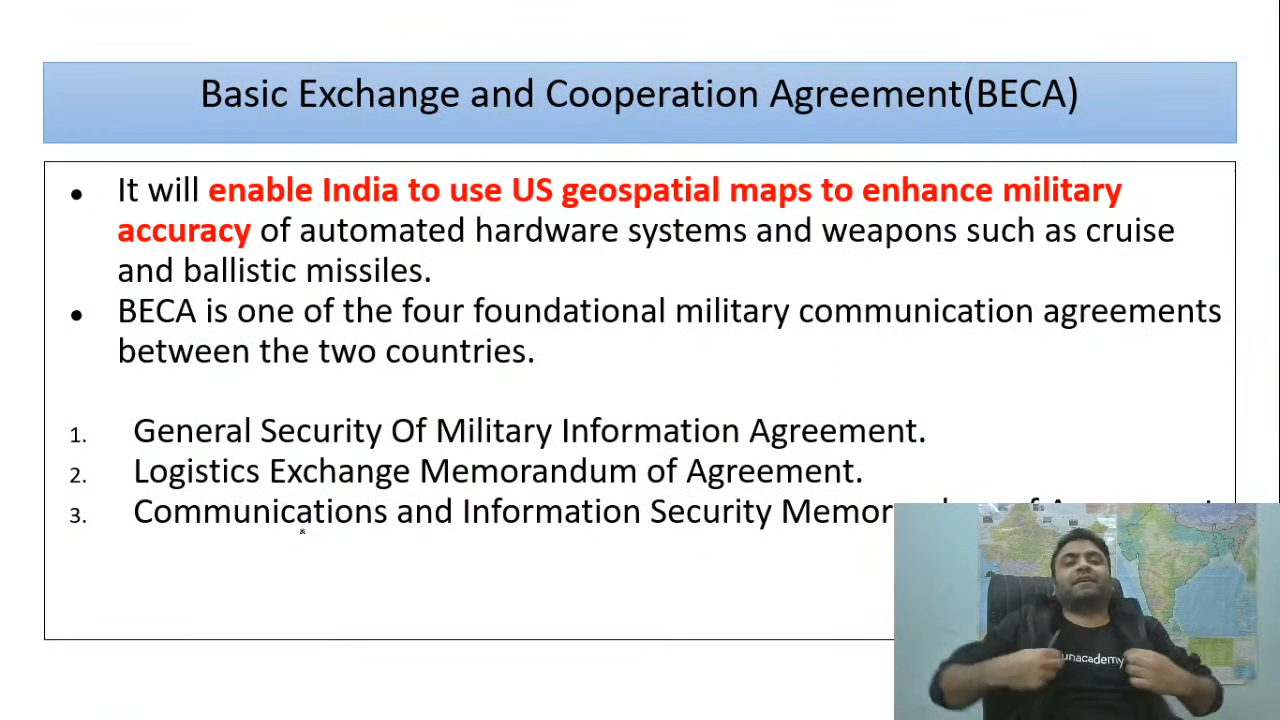 Basic Exchange and Cooperation Agreement(BECA)
• It will enable India to use US geospatial maps to enhance military
accuracy of automated hardware systems and weapons such as cruise
and ballistic missiles.
• BECA is one of the four foundational military communication agreements
between the two countries.
1. General Security Of Military Information Agreement.
2. Logistics Exchange Memorandum of Agreement.
3. Communications and Information Security
unacademy